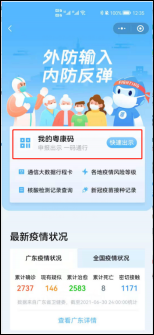 12:28
外防输入
内防反弹
我的粤康码
申报出示 一码通行
快速出示
通信大数据行程卡
各地疫情风险等级
核酸检测记录查询
新冠疫苗接种记录
最新疫情状况
广东疫情状况
全国疫情状况
累计确诊
现有疑似
累计治愈
累计死亡
密切接触
2737
146
2583
8
1171
查看广东详情